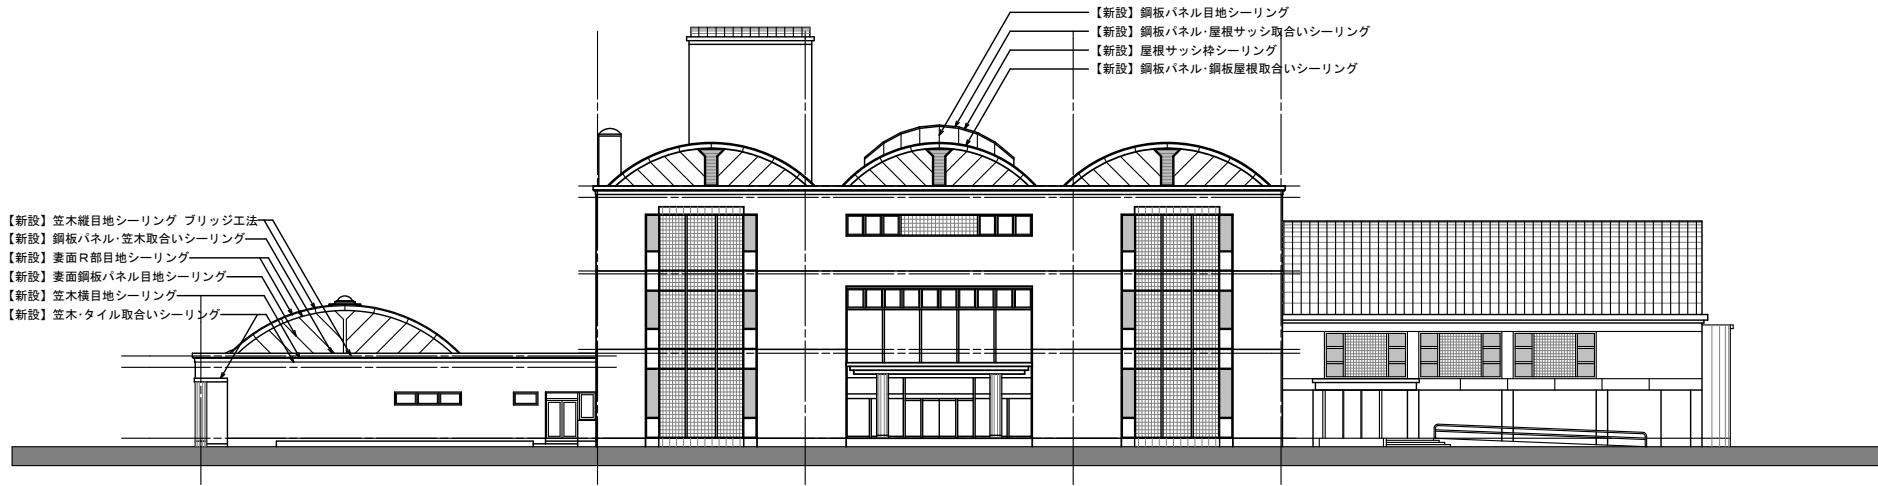 【新設】鋼板パネル目地シーリング
【新設】鋼板パネル・屋根サッシ取合いシーリング
【新設】屋根サッシ枠シーリング
【新設】鋼板パネル・鋼板屋根取合いシーリング
【新設】笠木縦目地シーリング ブリッジ工法
【新設】鋼板パネル・笠木取合いシーリング
【新設】妻面R部目地シーリング
【新設】妻面鋼板パネル目地シーリング
【新設】笠木横目地シーリング
【新設】笠木・タイル取合いシーリング